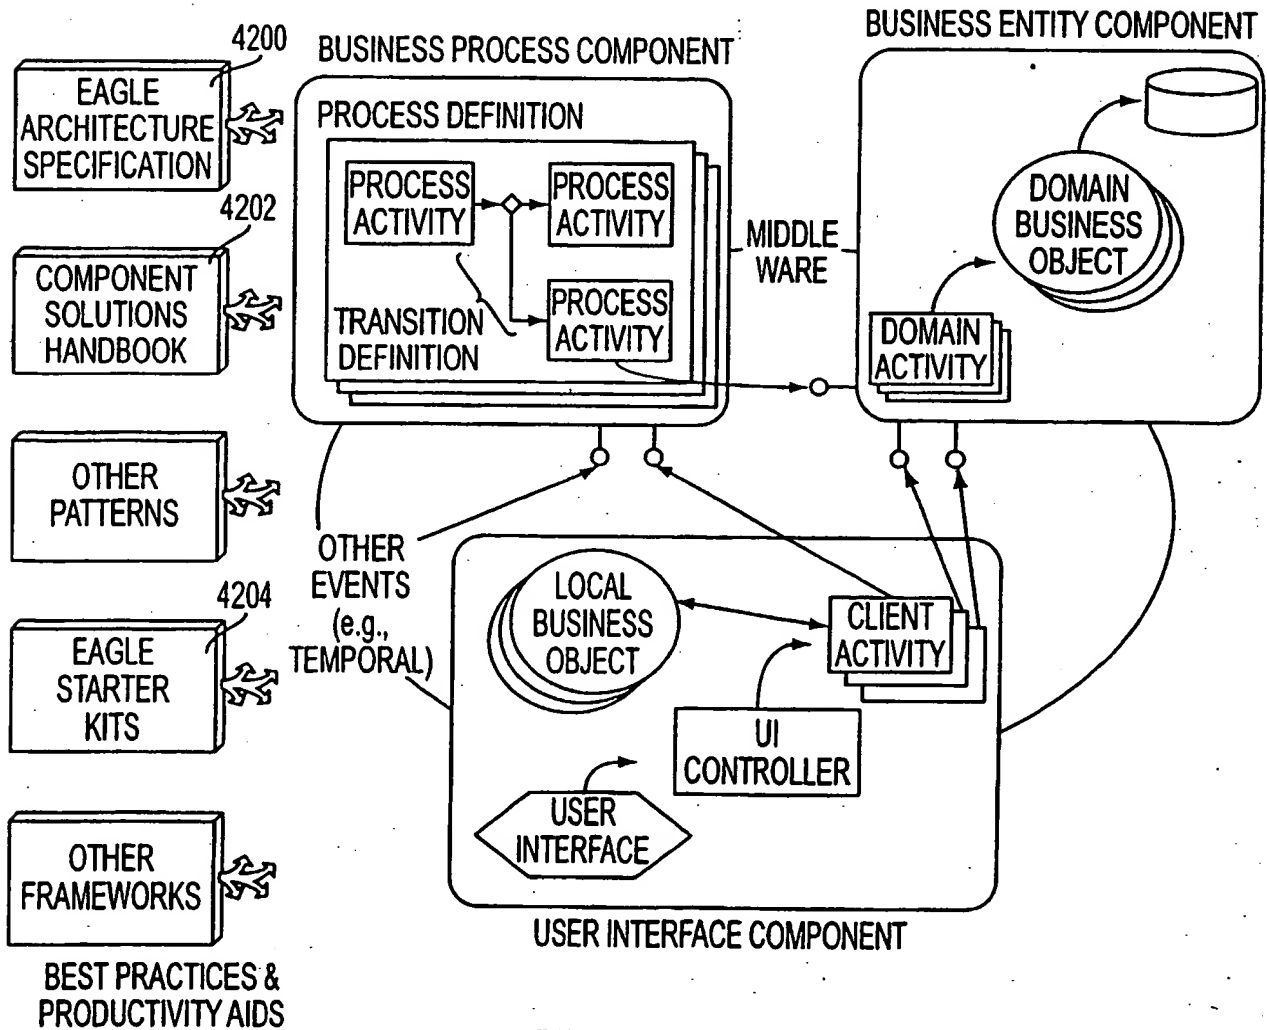 4200
EAGLE
ARCHITECTURE
SPECIFICATION
4202
COMPONENT
SOLUTIONS
HANDBOOK
OTHER
PATTERNS
4204
EAGLE
STARTER
KITS
OTHER
FRAMEWORKS
BEST PRACTICES &
PRODUCTIVITY AIDS
BUSINESS PROCESS COMPONENT
PROCESS DEFINITION
PROCESS
ACTIVITY
PROCESS
ACTIVITY
PROCESS
ACTIVITY
TRANSITION
DEFINITION
MIDDLE
WARE
BUSINESS ENTITY COMPONENT
DOMAIN
BUSINESS
OBJECT
DOMAIN
ACTIVITY
OTHER
EVENTS
(e.g.,
TEMPORAL)
LOCAL
BUSINESS
OBJECT
CLIENT
ACTIVITY
UI
CONTROLLER
USER
INTERFACE
USER INTERFACE COMPONENT